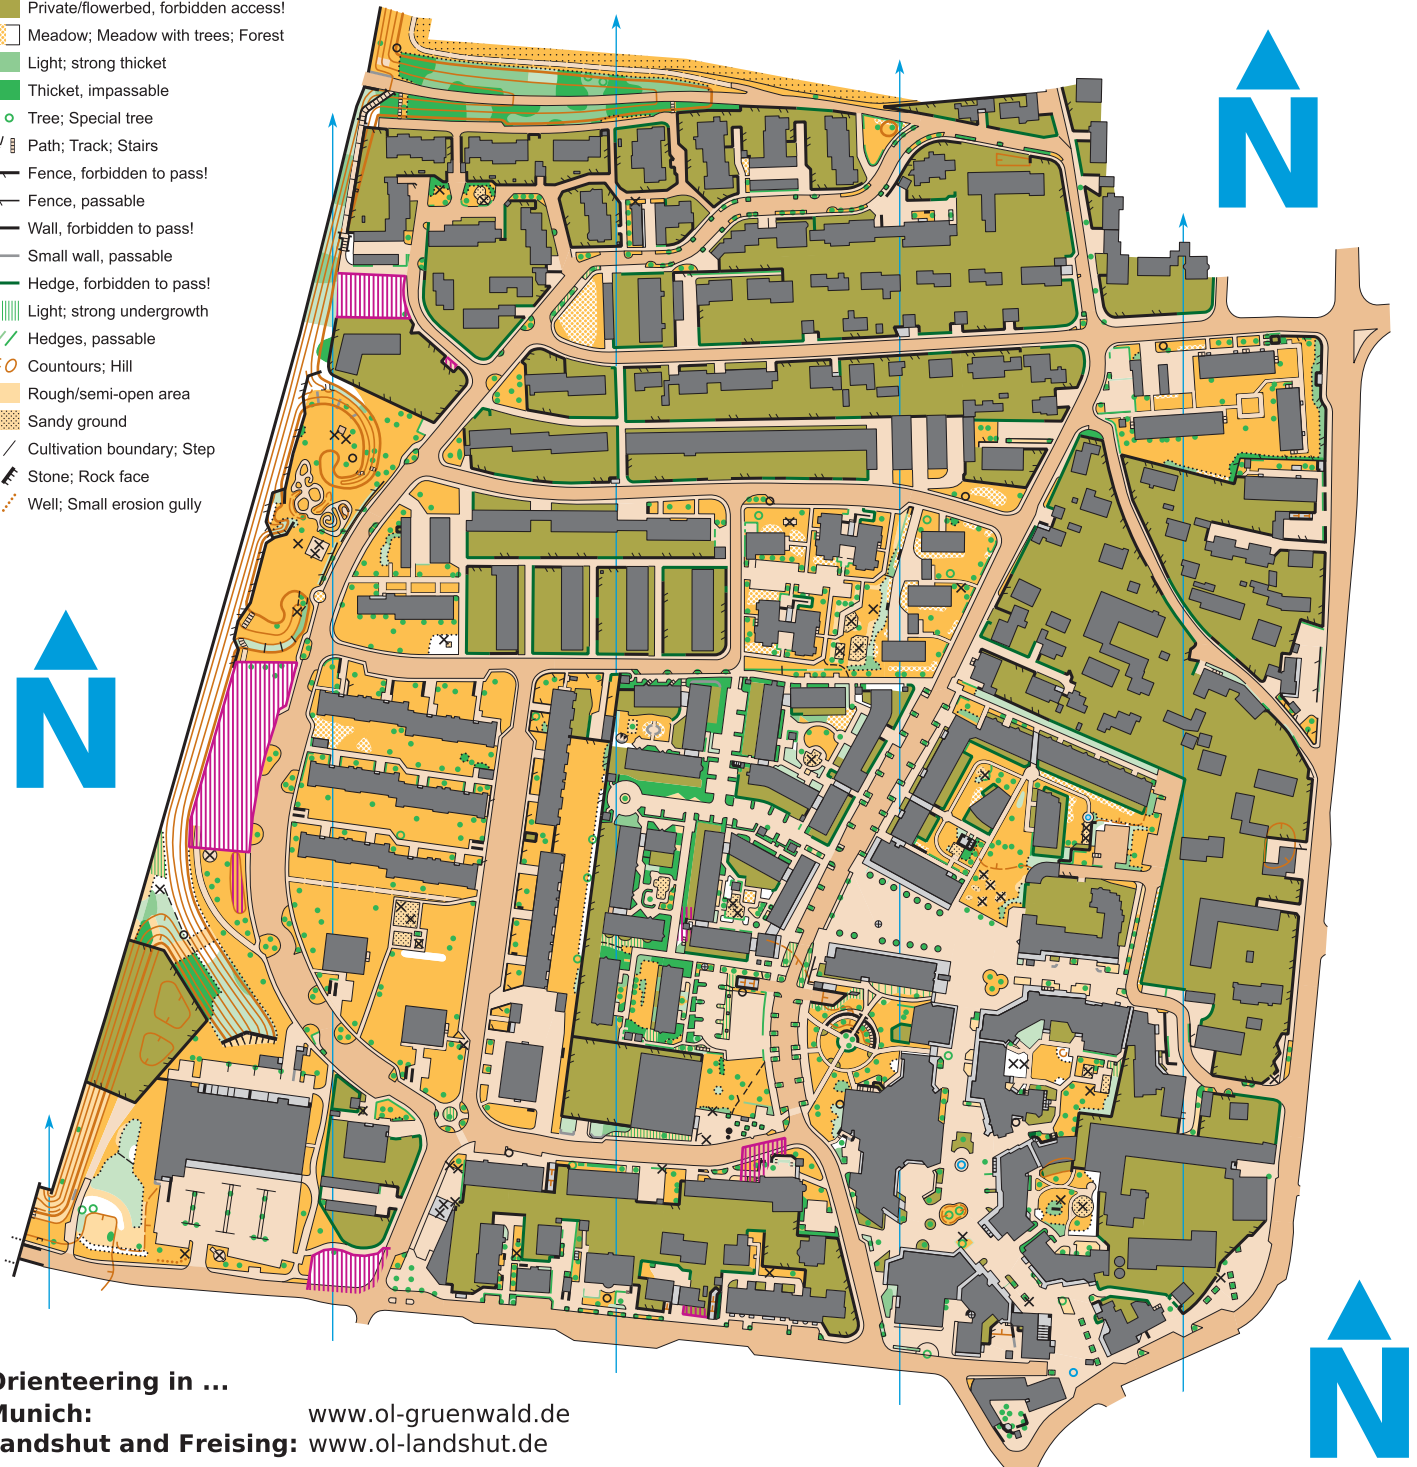 Private/flowerbed, forbidden access!
Meadow; Meadow with trees; Forest
Light; strong thicket
Thicket, impassable
Tree; Special tree
Path; Track; Stairs
Fence, forbidden to pass!
Fence, passable
Wall, forbidden to pass!
Small wall, passable
Hedge, forbidden to pass!
Light; strong undergrowth
Hedges, passable
Countours; Hill
Rough/semi-open area
Sandy ground
Cultivation boundary; Step
Stone; Rock face
Well; Small erosion gully
N
N
N
Orienteering in ...
Munich: www.ol-gruenwald.de
andshut and Freising: www.ol-landshut.de